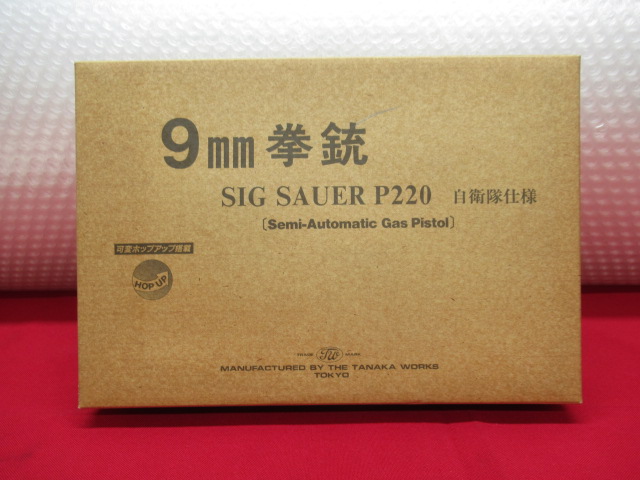 9mm 拳銃
SIG SAUER P220 自衛隊仕様
〔Semi-Automatic Gas Pistol〕
可変ホップアップ搭載
HOP UP
TRADE TW MARK
MANUFACTURED BY THE TANAKA WORKS
TOKYO